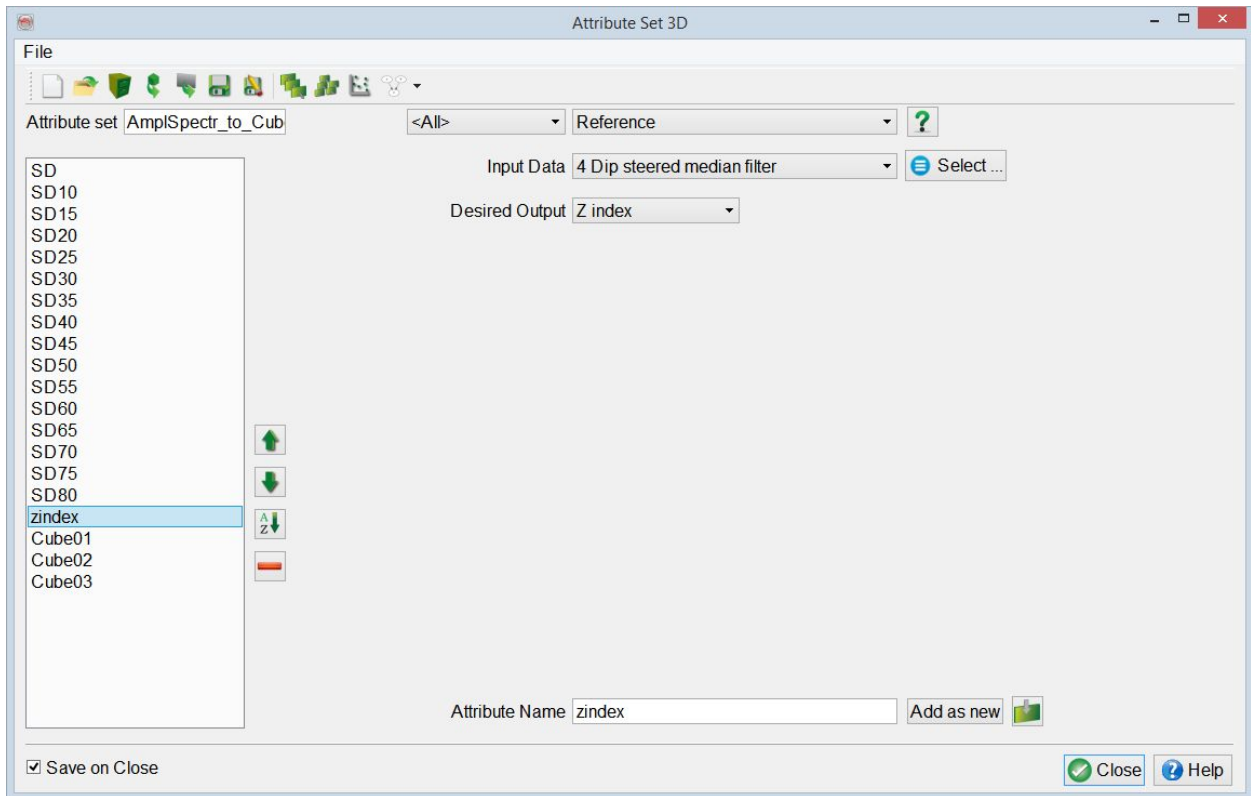 Attribute Set 3D
File
Attribute set AmplSpectr_to_Cub <All> Reference ?
Input Data 4 Dip steered median filter Select ...
Desired Output Z index
SD
SD10
SD15
SD20
SD25
SD30
SD35
SD40
SD45
SD50
SD55
SD60
SD65
SD70
SD75
SD80
zindex
Cube01
Cube02
Cube03
A
Z
Attribute Name zindex Add as new
Save on Close
Close ? Help